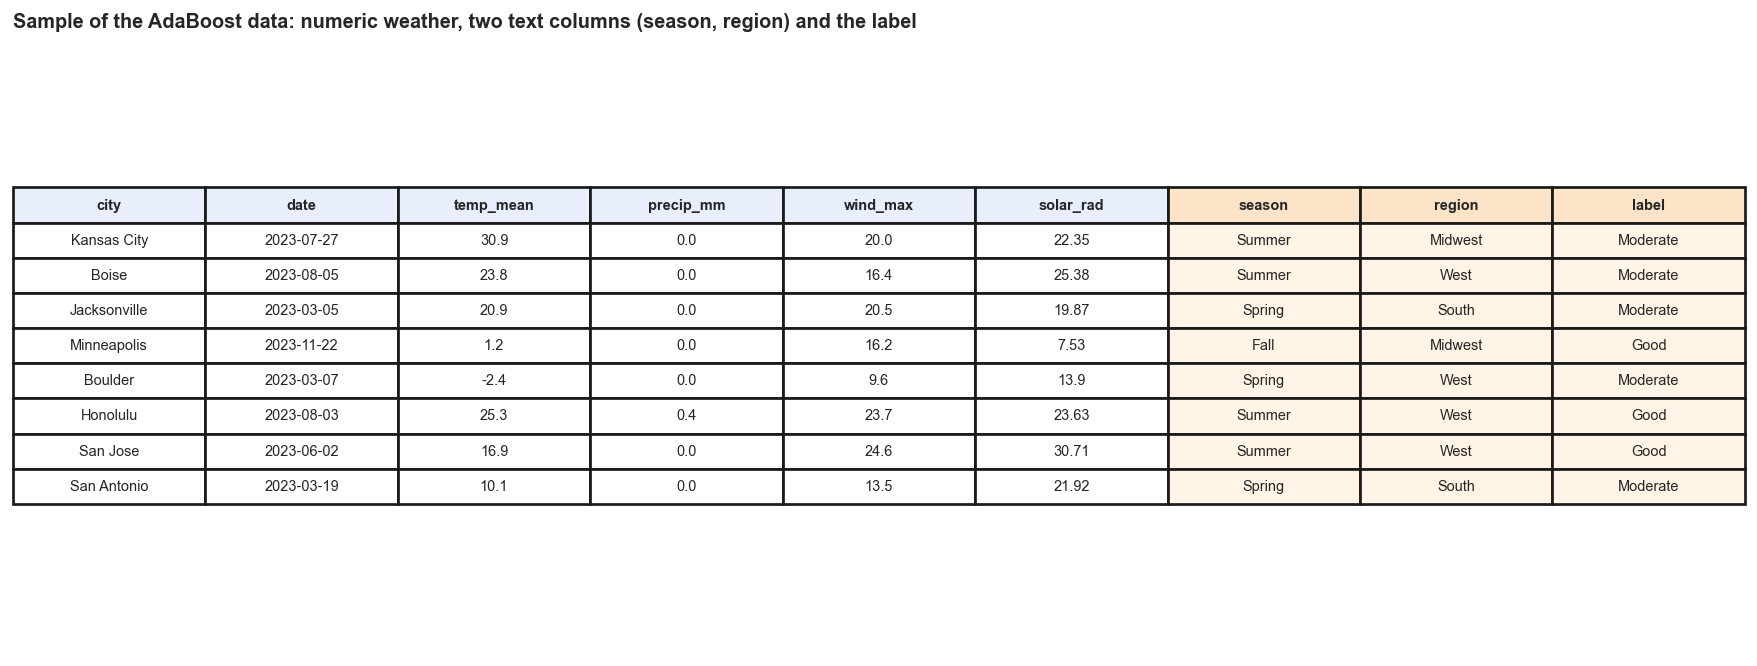 Sample of the AdaBoost data: numeric weather, two text columns (season, region) and the label
city date temp_mean precip_mm wind_max solar_rad season region label
Kansas City 2023-07-27 30.9 0.0 20.0 22.35 Summer Midwest Moderate
Boise 2023-08-05 23.8 0.0 16.4 25.38 Summer West Moderate
Jacksonville 2023-03-05 20.9 0.0 20.5 19.87 Spring South Moderate
Minneapolis 2023-11-22 1.2 0.0 16.2 7.53 Fall Midwest Good
Boulder 2023-03-07 -2.4 0.0 9.6 13.9 Spring West Moderate
Honolulu 2023-08-03 25.3 0.4 23.7 23.63 Summer West Good
San Jose 2023-06-02 16.9 0.0 24.6 30.71 Summer West Good
San Antonio 2023-03-19 10.1 0.0 13.5 21.92 Spring South Moderate